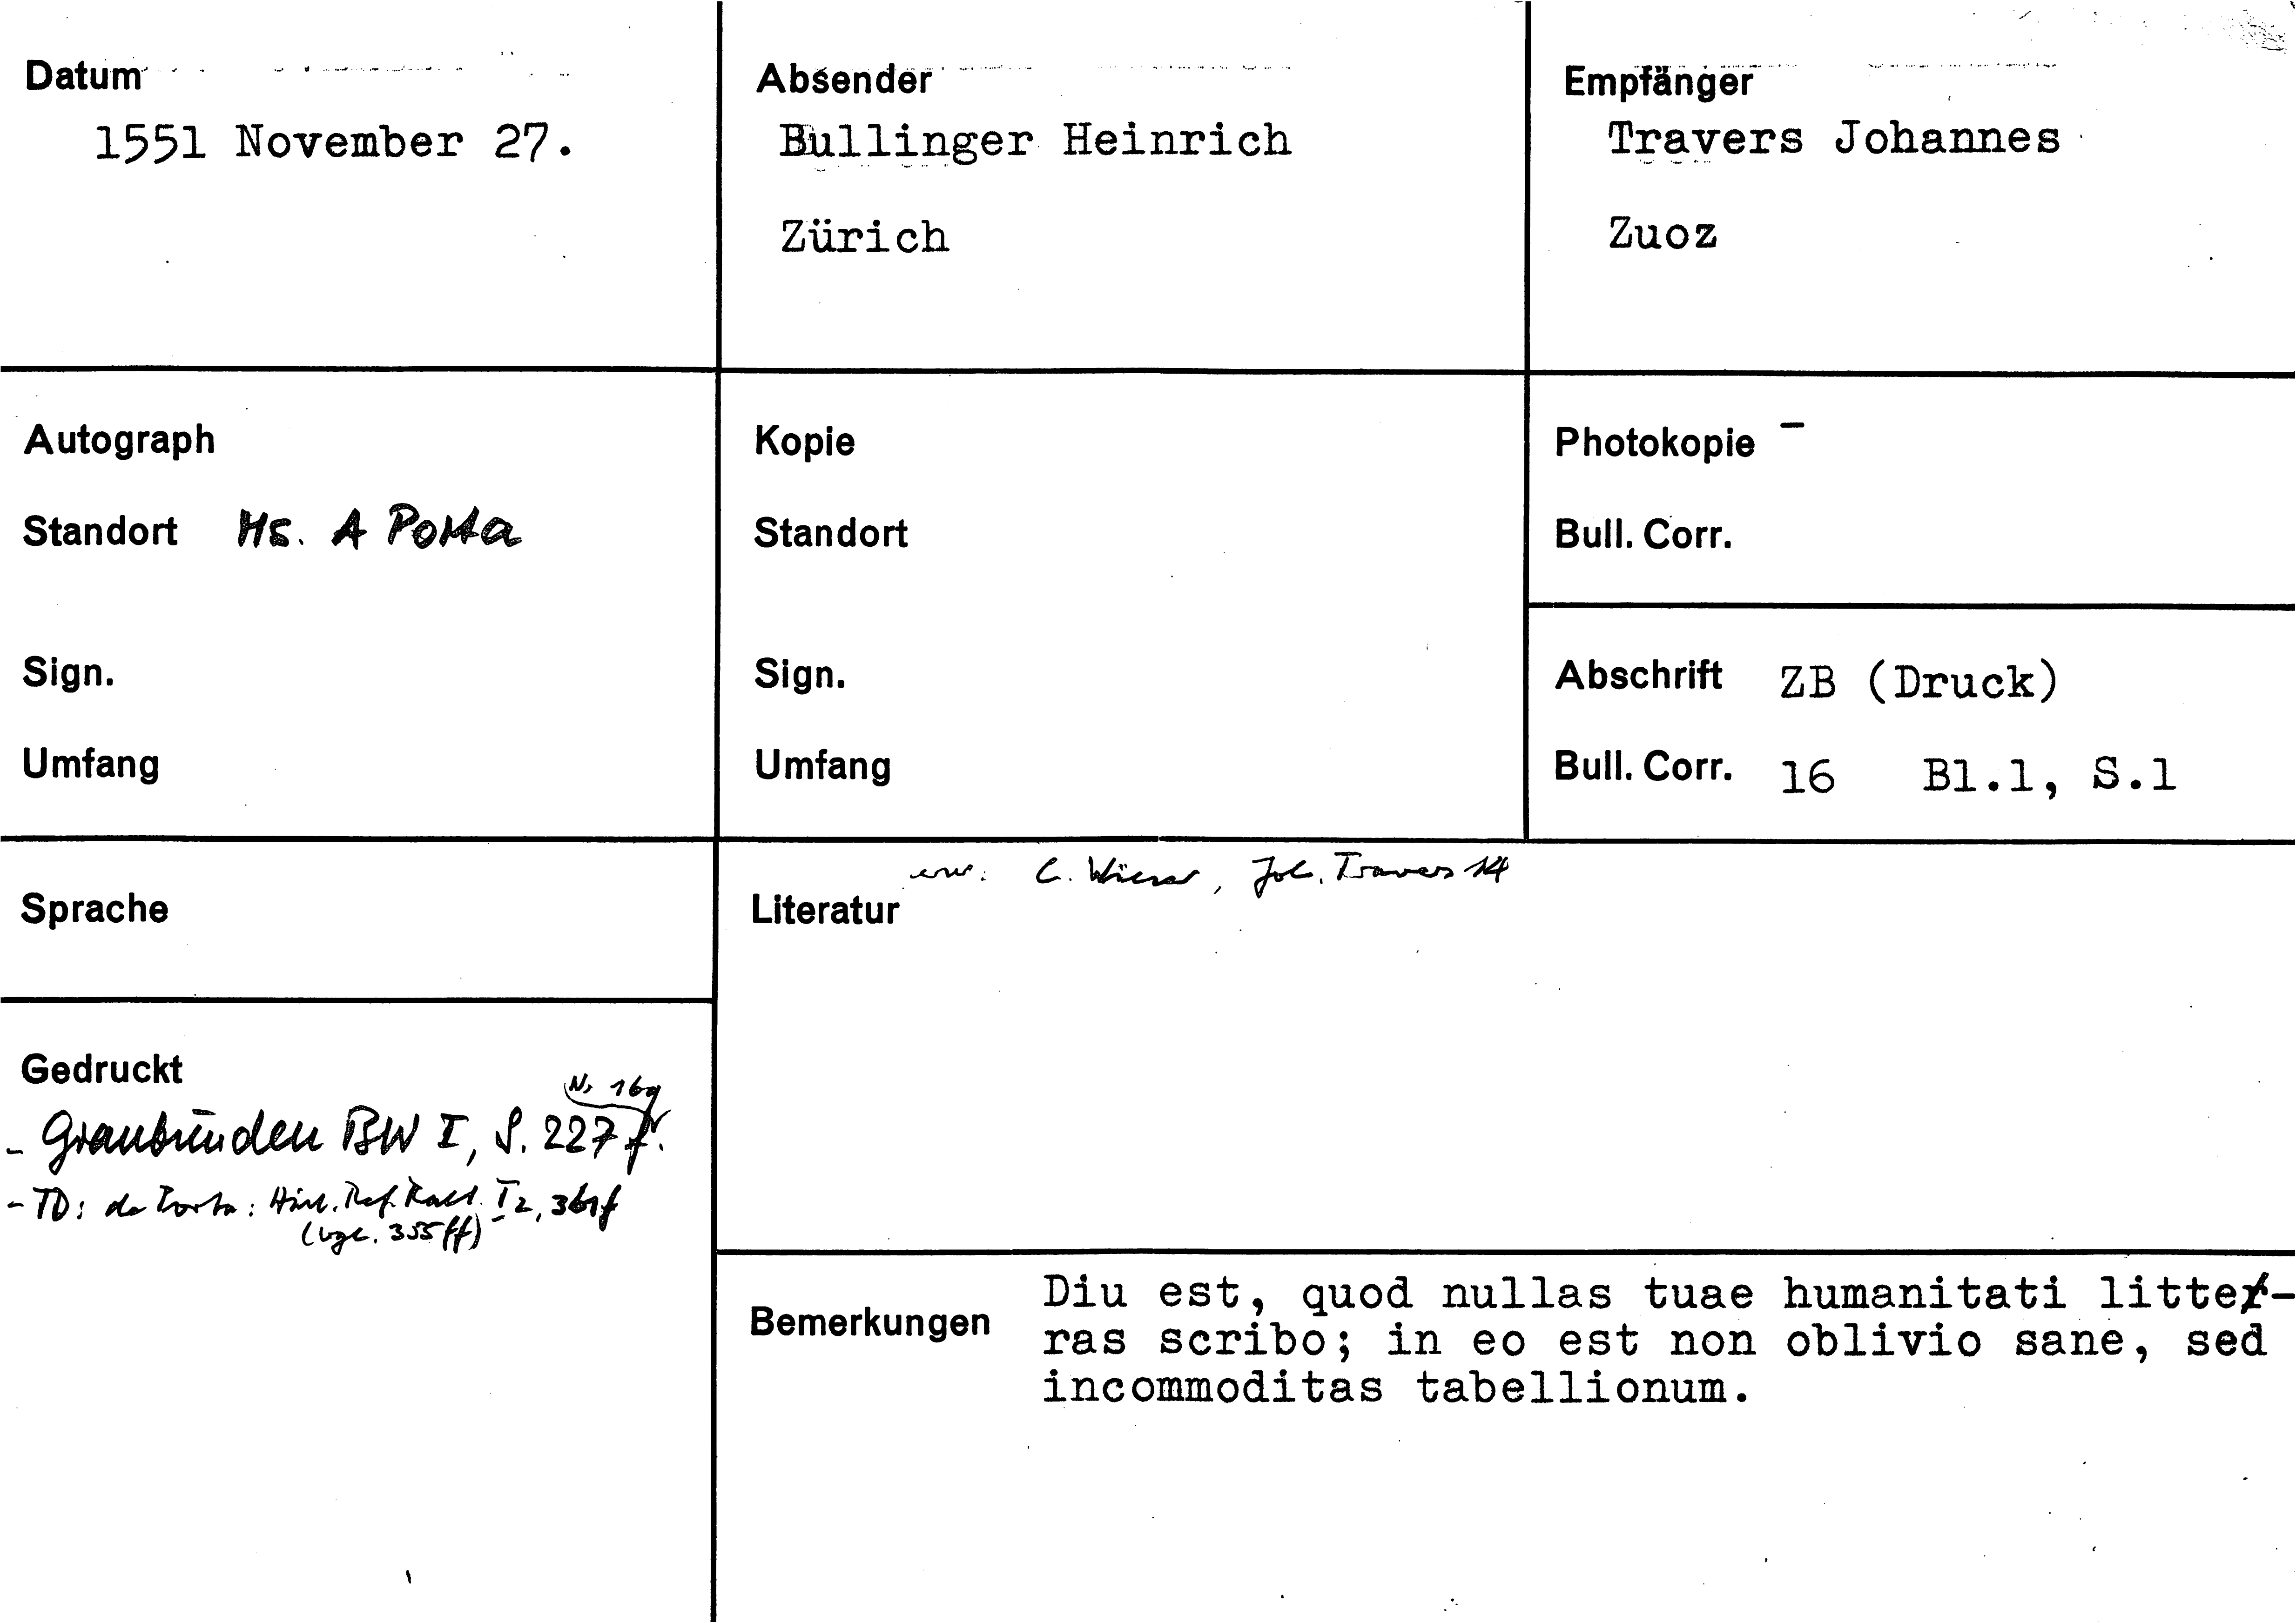 Datum
1551 November 27.
Absender
Bullinger Heinrich
Zürich
Empfänger
Travers Johannes
Zuoz
Autograph
Standort Hs. A Porta
Sign.
Umfang
Kopie
Standort
Sign.
Umfang
Photokopie -
Bull. Corr.
Abschrift ZB (Druck)
Bull. Corr. 16 Bl.1, S.1
Sprache
erw. C. Wieser, Joh. Travers 14
Literatur
Gedruckt
Nr 169
- Graubünden BW I, S. 227 f.
- TD: de Porta: Hist. Ref. Raet. I 2, 361f
(vgl. 355 ff)
Bemerkungen
Diu est, quod nullas tuae humanitati litte-
ras scribo; in eo est non oblivio sane, sed
incommoditas tabellionum.